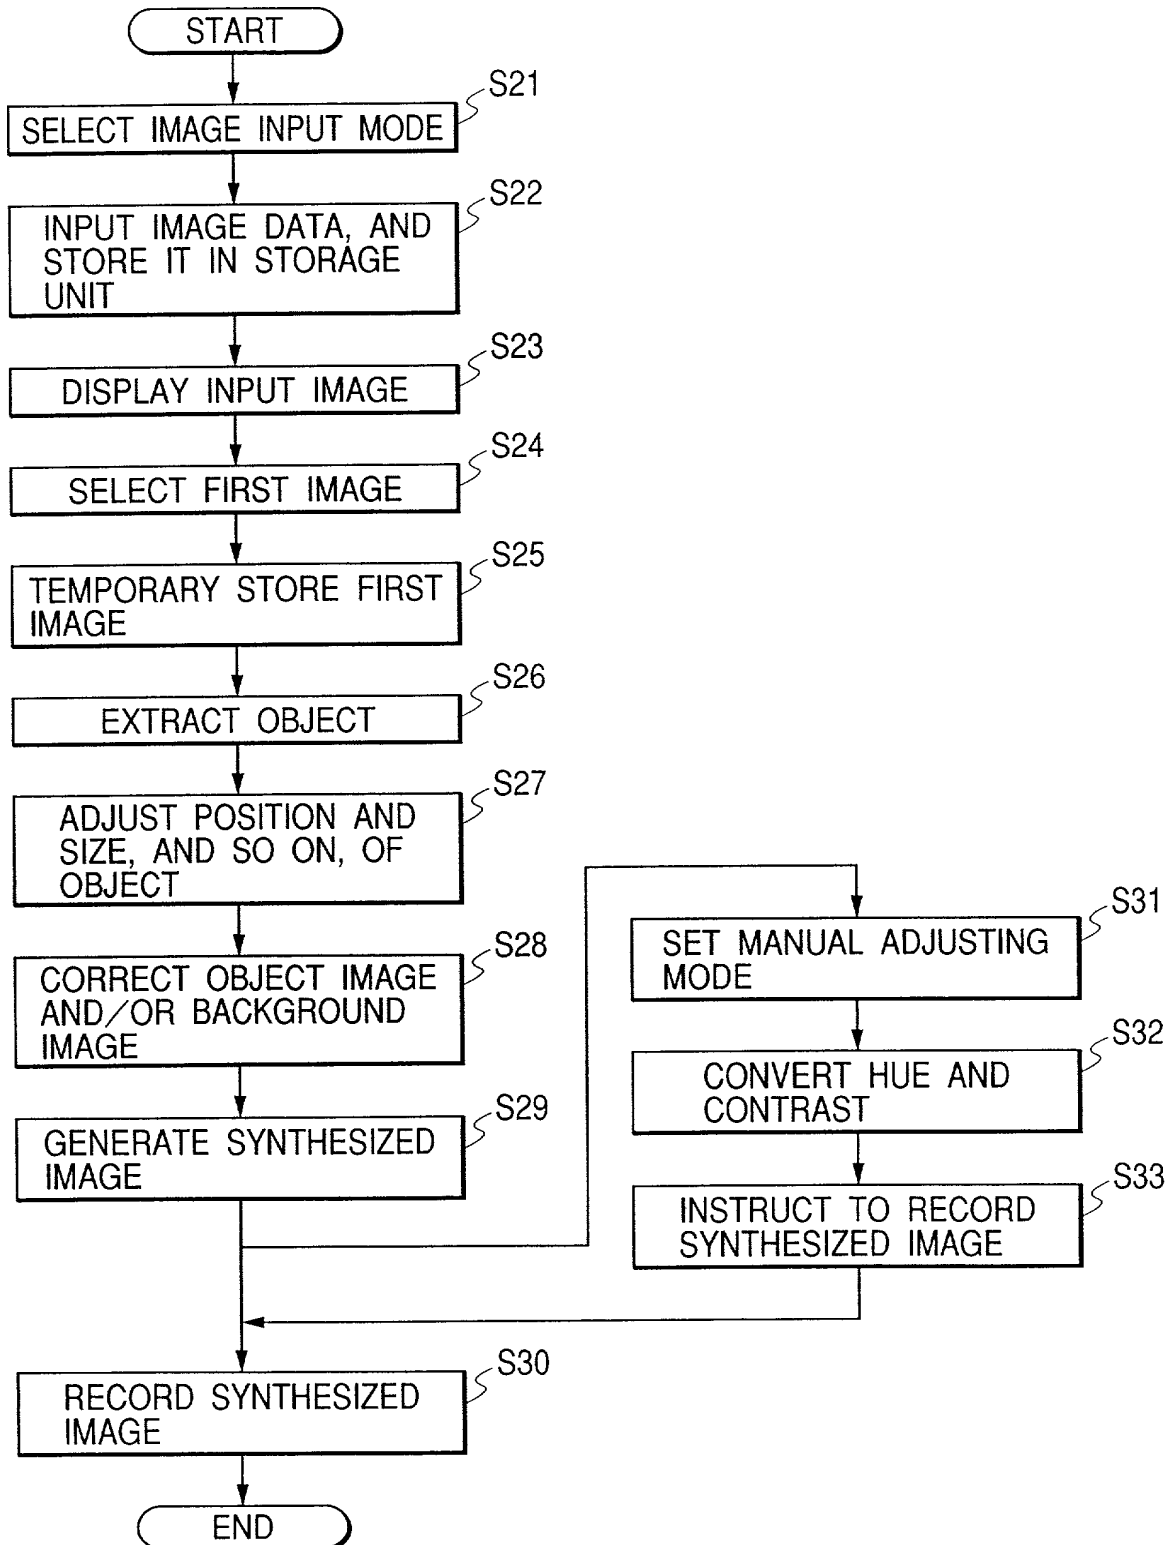 START
S21
SELECT IMAGE INPUT MODE
S22
INPUT IMAGE DATA, AND
STORE IT IN STORAGE
UNIT
S23
DISPLAY INPUT IMAGE
S24
SELECT FIRST IMAGE
S25
TEMPORARY STORE FIRST
IMAGE
S26
EXTRACT OBJECT
S27
ADJUST POSITION AND
SIZE, AND SO ON, OF
OBJECT
S28
CORRECT OBJECT IMAGE
AND/OR BACKGROUND
IMAGE
S29
GENERATE SYNTHESIZED
IMAGE
S31
SET MANUAL ADJUSTING
MODE
S32
CONVERT HUE AND
CONTRAST
S33
INSTRUCT TO RECORD
SYNTHESIZED IMAGE
S30
RECORD SYNTHESIZED
IMAGE
END